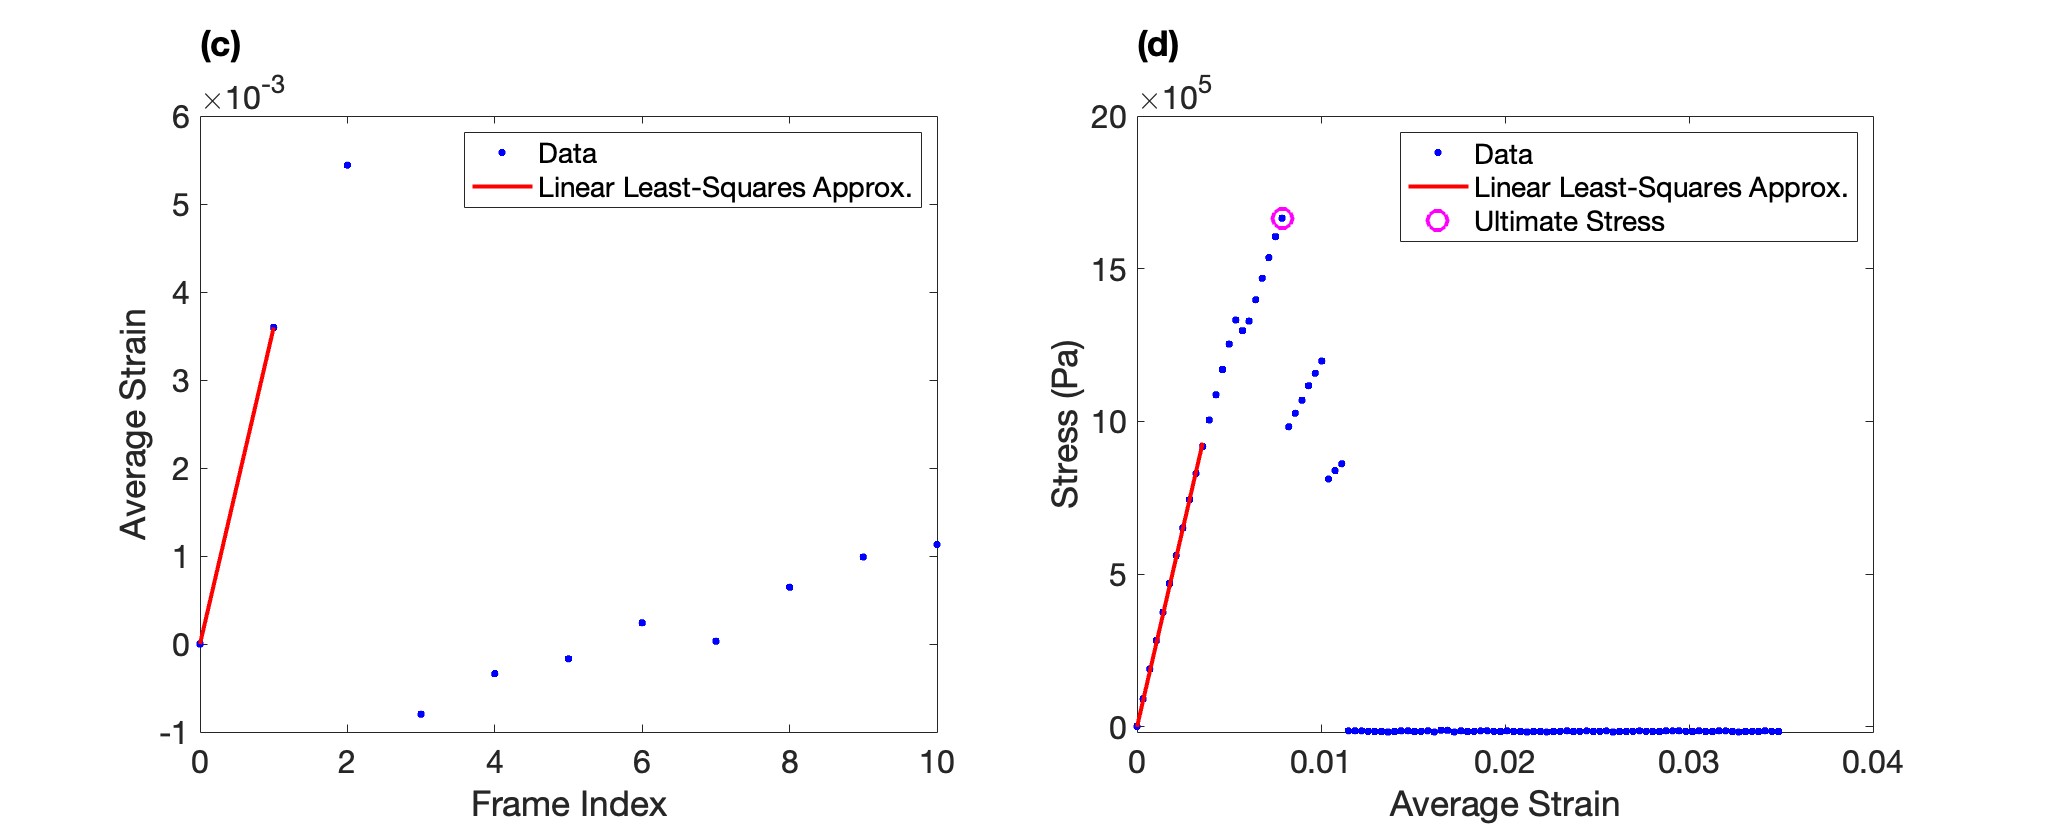 (c)
×10-3
6
5
4
3
2
1
0
-1
0 2 4 6 8 10
Average Strain
Frame Index
Data
Linear Least-Squares Approx.
(d)
×105
20
15
10
5
0
0 0.01 0.02 0.03 0.04
Stress (Pa)
Average Strain
Data
Linear Least-Squares Approx.
Ultimate Stress